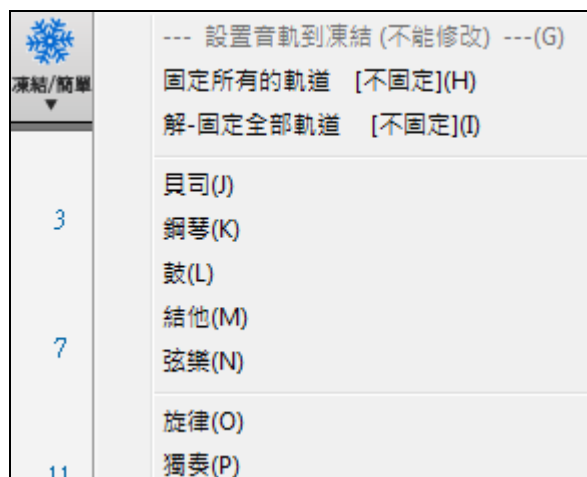 凍結/簡單
▼
3
7
11
--- 設置音軌到凍結 (不能修改) ---(G)
固定所有的軌道 [不固定](H)
解-固定全部軌道 [不固定](I)
貝司(J)
鋼琴(K)
鼓(L)
結他(M)
弦樂(N)
旋律(O)
獨奏(P)